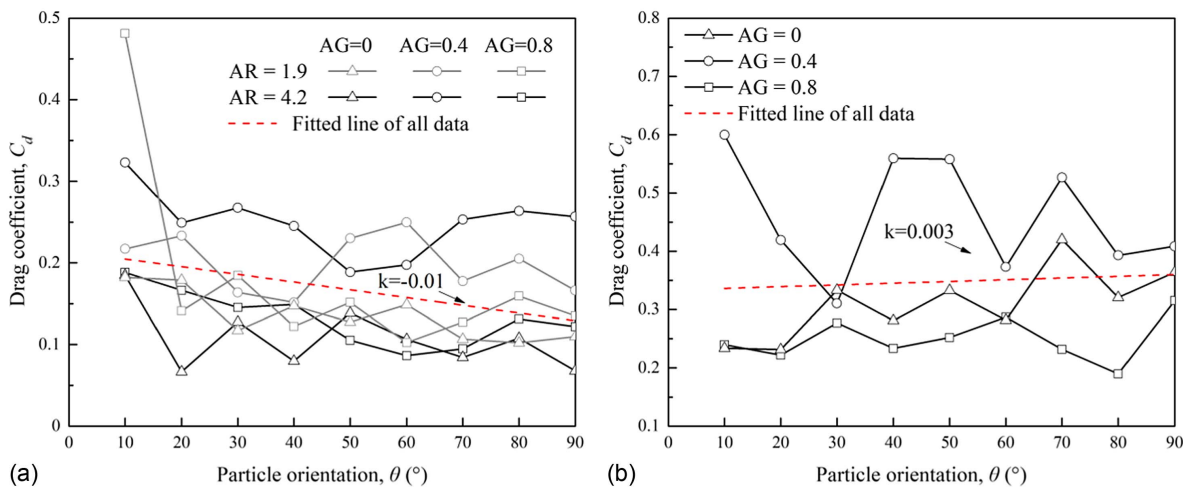 0.5
0.4
0.3
0.2
0.1
0
Drag coefficient, C_d
AG=0 AG=0.4 AG=0.8
AR = 1.9
AR = 4.2
Fitted line of all data
k=-0.01
0 10 20 30 40 50 60 70 80 90
Particle orientation, θ (°)
(a)
0.8
0.7
0.6
0.5
0.4
0.3
0.2
0.1
Drag coefficient, C_d
AG = 0
AG = 0.4
AG = 0.8
Fitted line of all data
k=0.003
0 10 20 30 40 50 60 70 80 90
Particle orientation, θ (°)
(b)